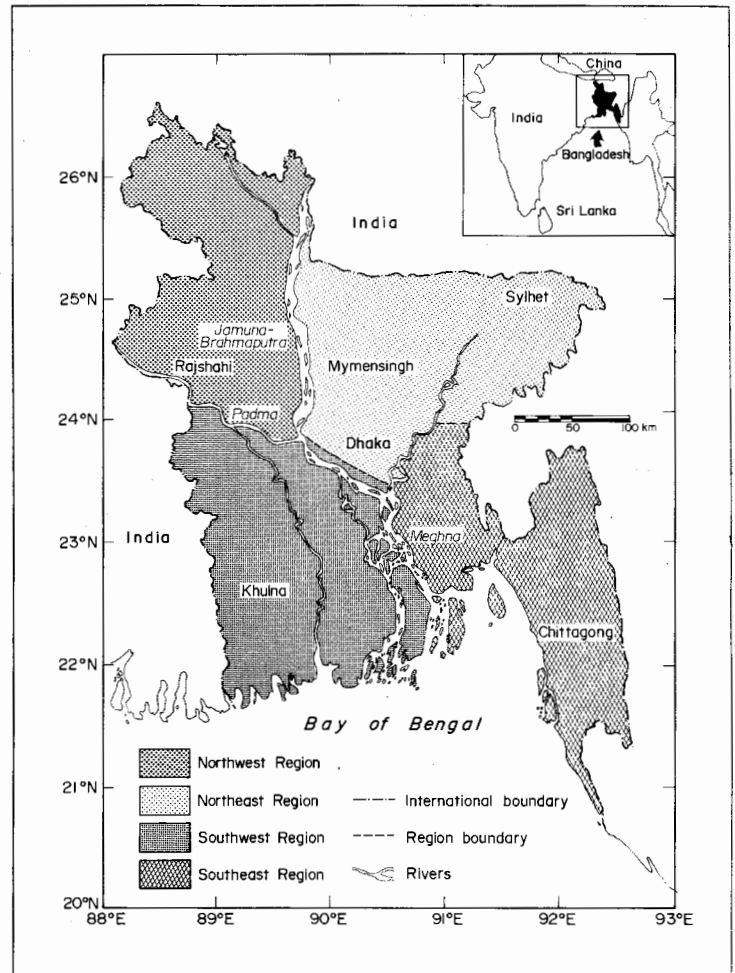 China
India
Bangladesh
Sri Lanka
26°N
India
25°N
Sylhet
Jamuna-
Brahmaputra
Rajshahi
Mymensingh
24°N
Padma
Dhaka
0 50 100 km
India
23°N
Meghna
Khulna
Chittagong
22°N
Bay of Bengal
Northwest Region
21°N
Northeast Region
International boundary
Southwest Region
Region boundary
Southeast Region
Rivers
20°N
88°E 89°E 90°E 91°E 92°E 93°E